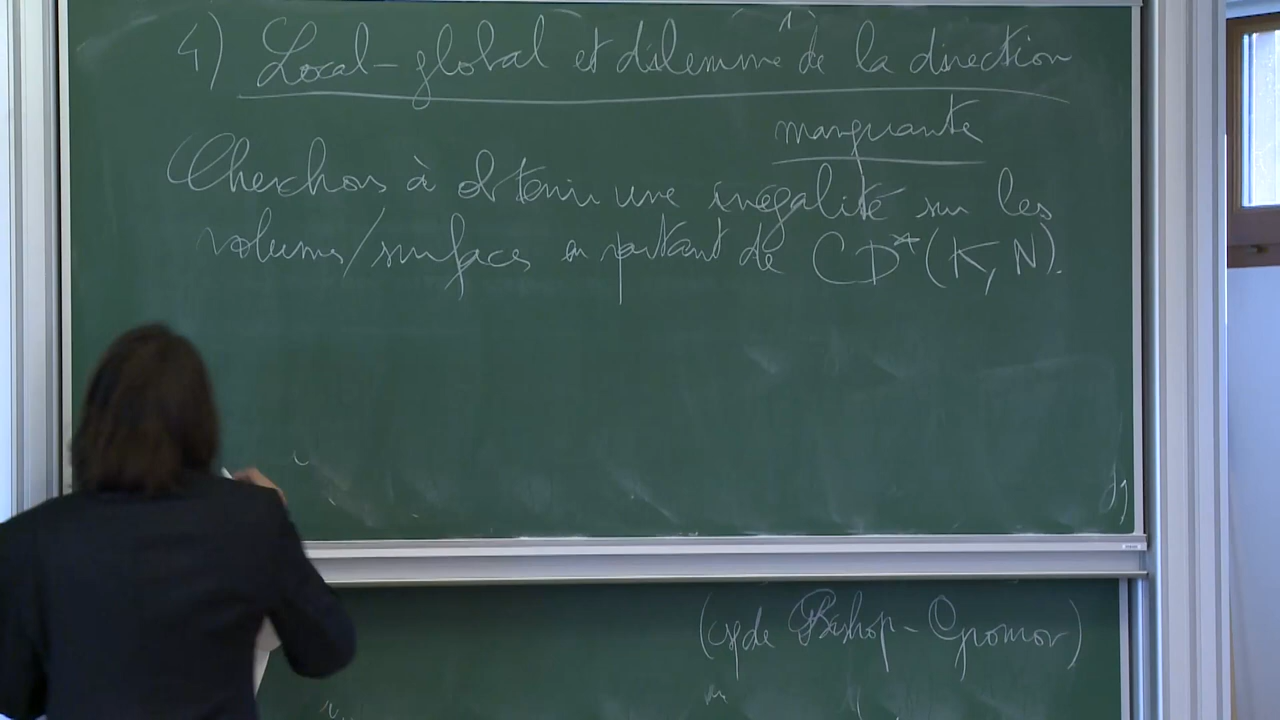 4) Local-global et dilemme de la direction
manquante
Cherchons à obtenir une inégalité sur les
volumes/surfaces en partant de CD*(K, N).
(cf de Bishop-Gromov)